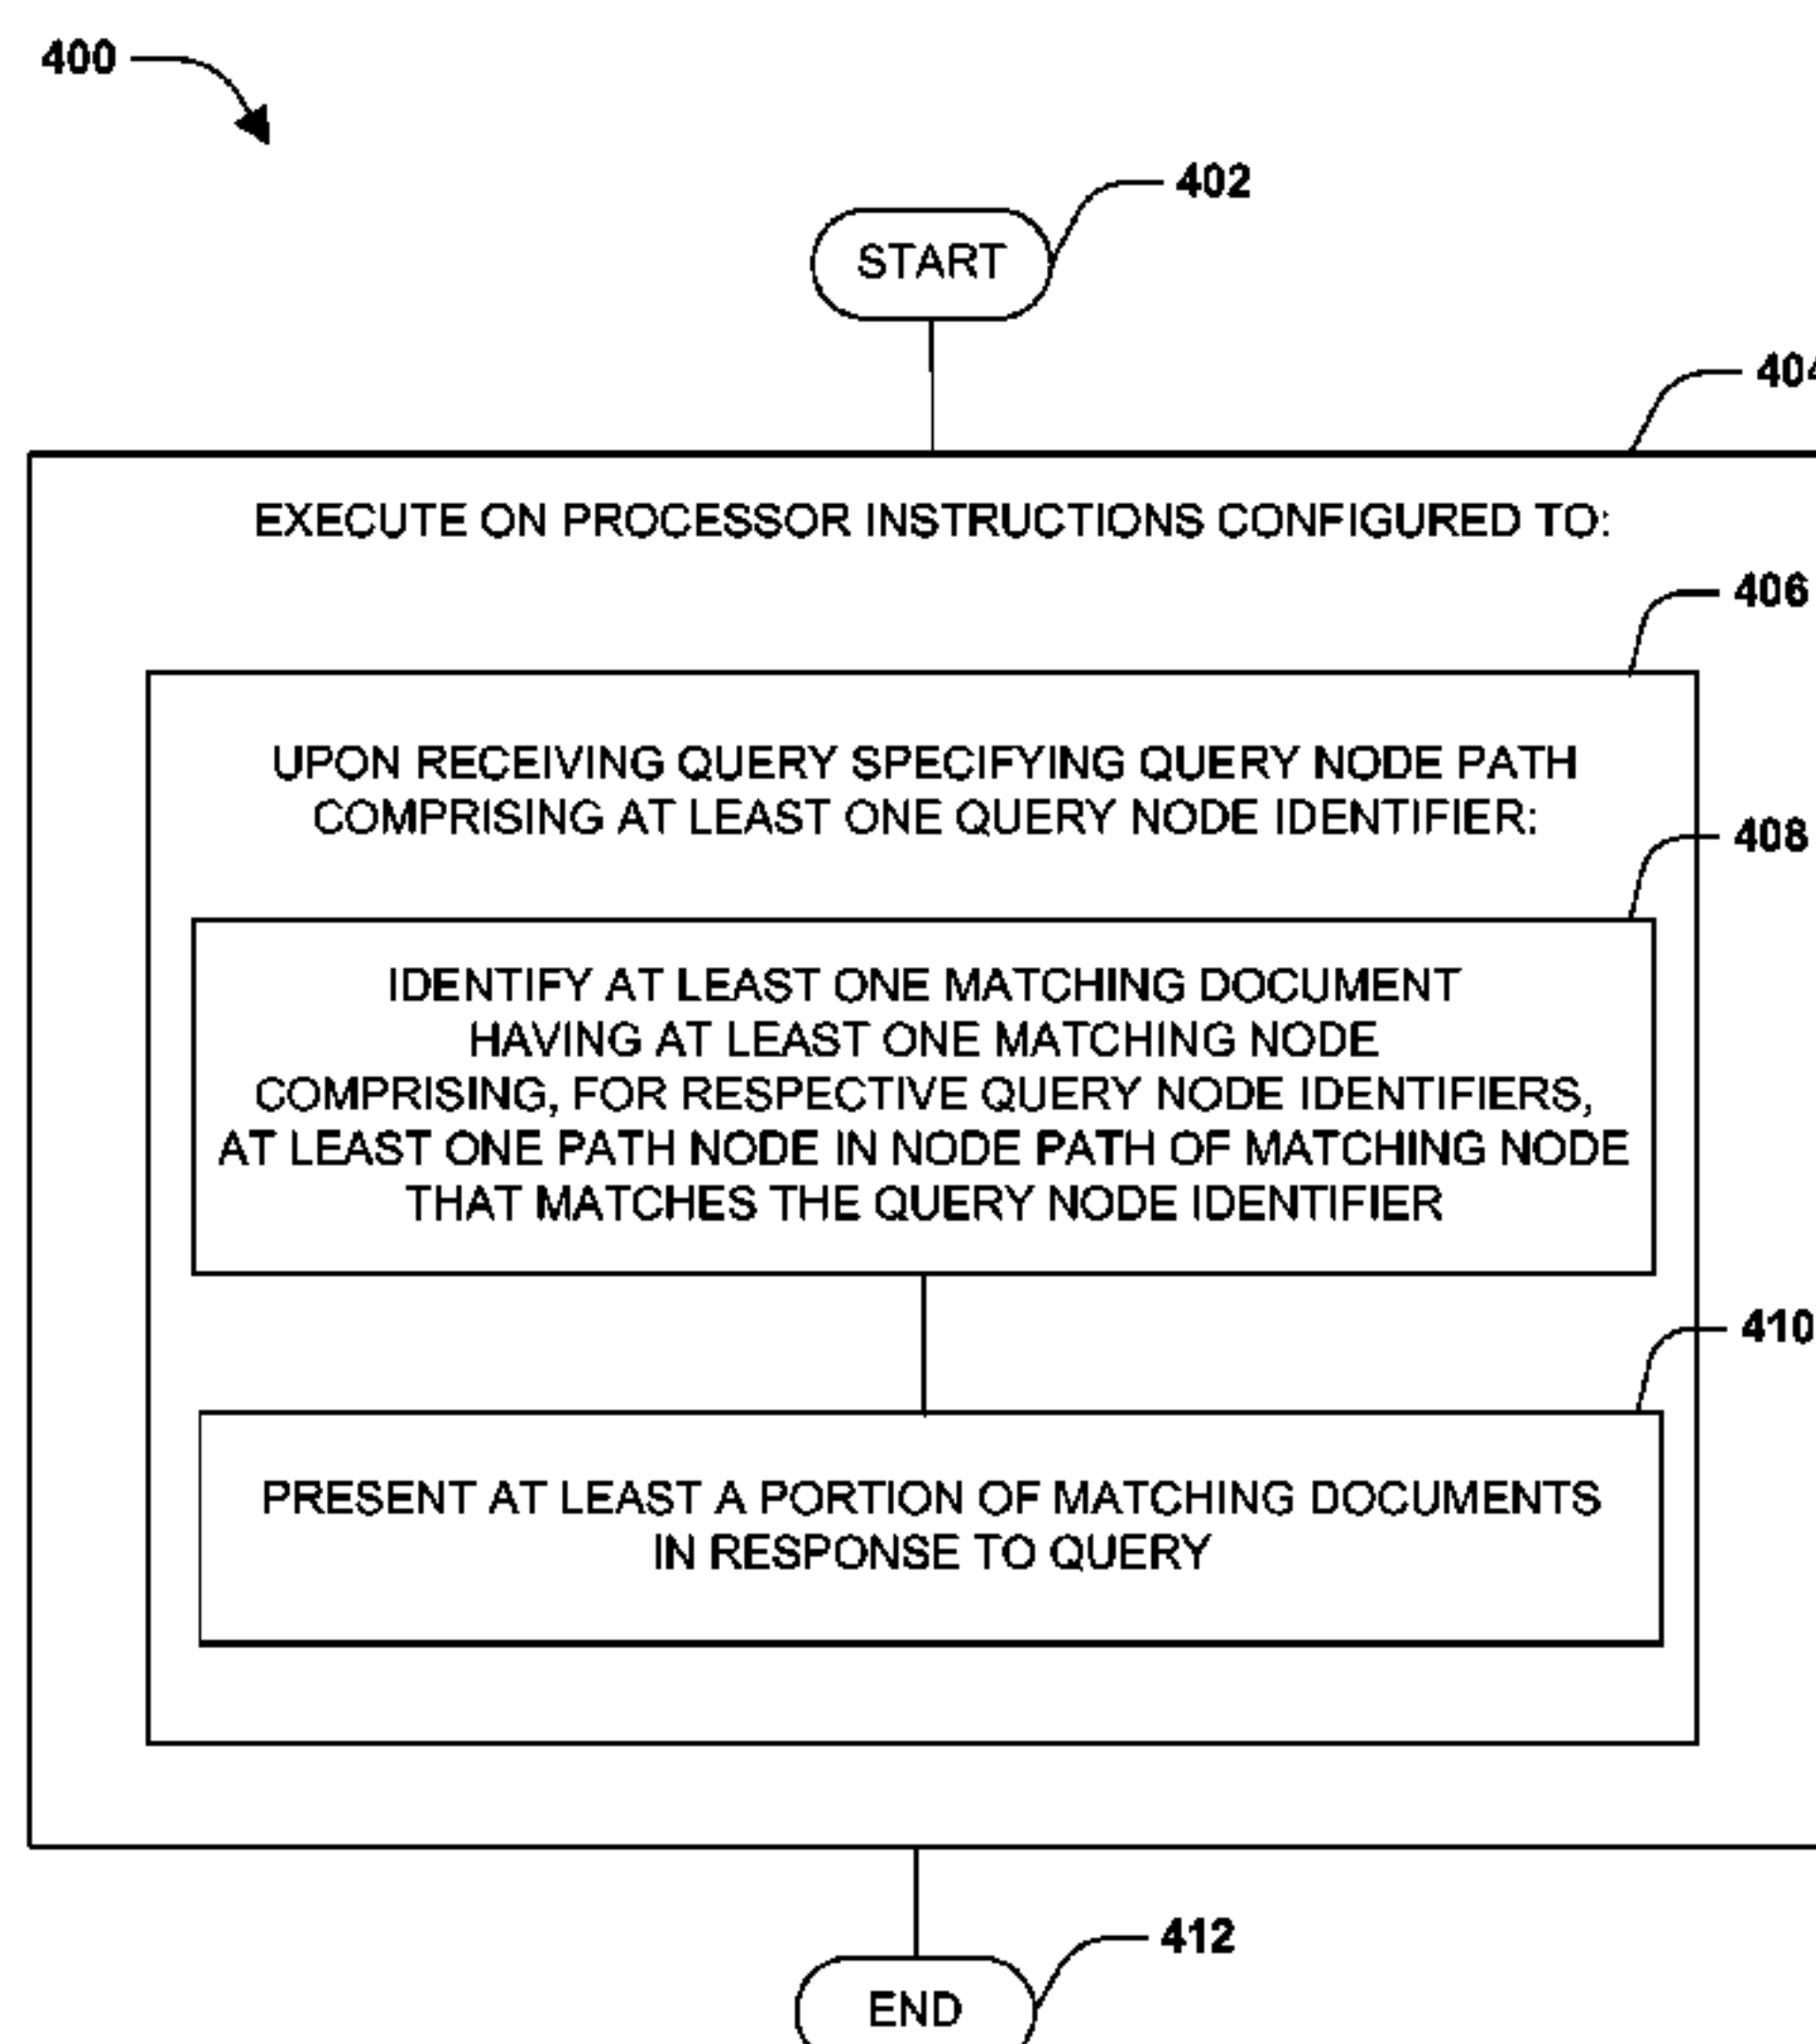 400
402
START
404
EXECUTE ON PROCESSOR INSTRUCTIONS CONFIGURED TO:
406
UPON RECEIVING QUERY SPECIFYING QUERY NODE PATH
COMPRISING AT LEAST ONE QUERY NODE IDENTIFIER:
408
IDENTIFY AT LEAST ONE MATCHING DOCUMENT
HAVING AT LEAST ONE MATCHING NODE
COMPRISING, FOR RESPECTIVE QUERY NODE IDENTIFIERS,
AT LEAST ONE PATH NODE IN NODE PATH OF MATCHING NODE
THAT MATCHES THE QUERY NODE IDENTIFIER
410
PRESENT AT LEAST A PORTION OF MATCHING DOCUMENTS
IN RESPONSE TO QUERY
412
END